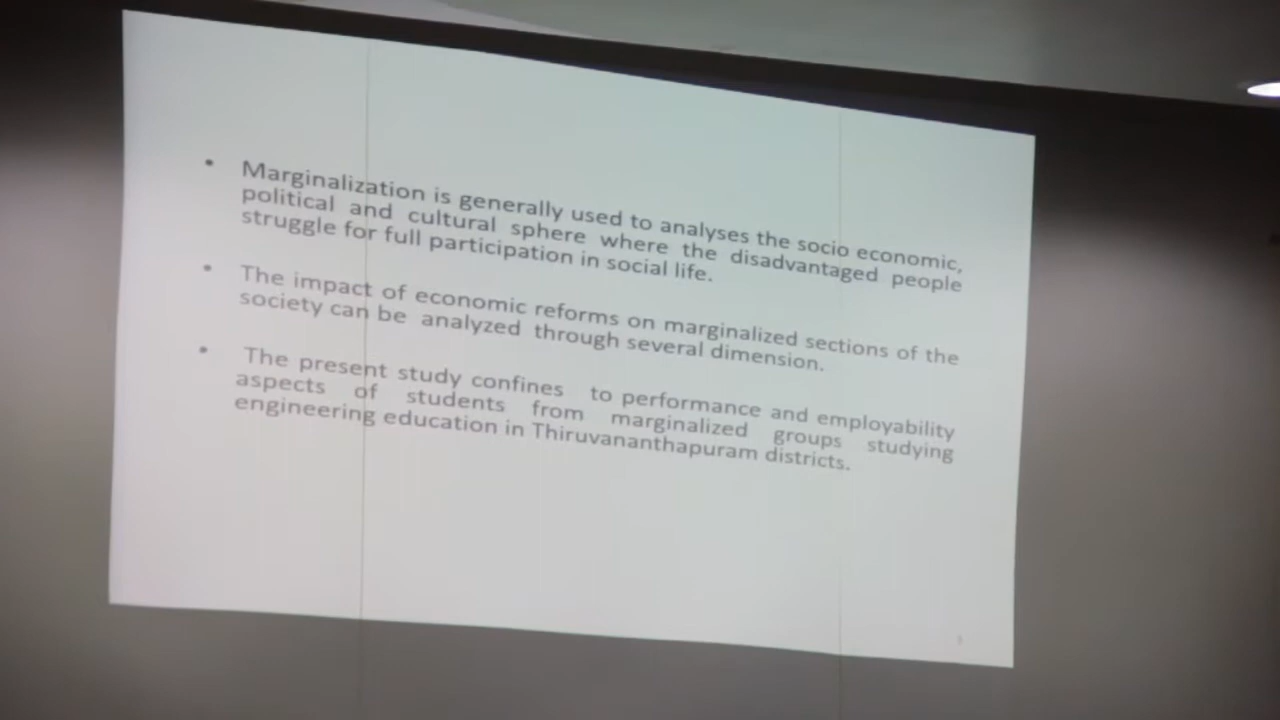 • Marginalization is generally used to analyses the socio economic,
political and cultural sphere where the disadvantaged people
struggle for full participation in social life.
• The impact of economic reforms on marginalized sections of the
society can be analyzed through several dimension.
• The present study confines to performance and employability
aspects of students from marginalized groups studying
engineering education in Thiruvananthapuram districts.